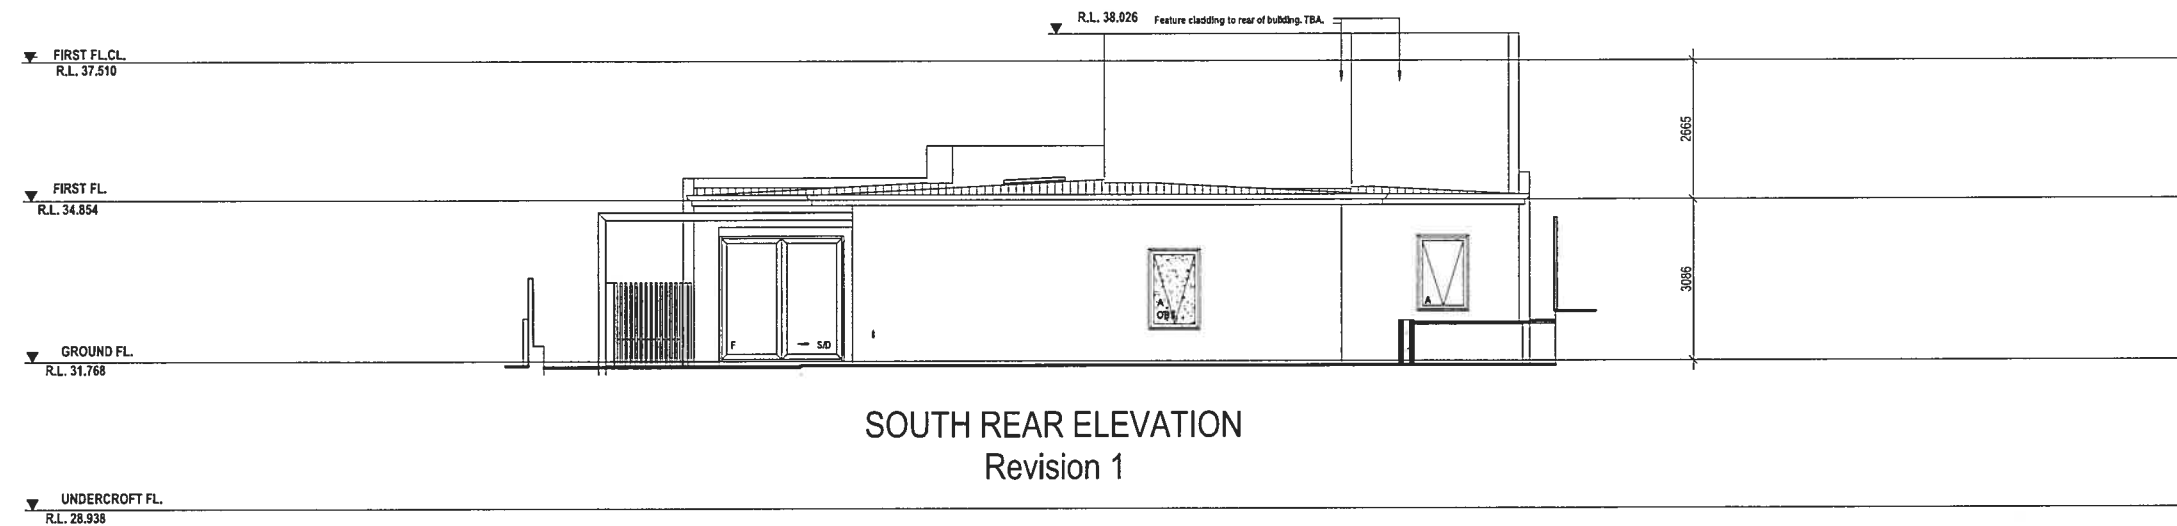 R.L. 38.026 Feature cladding to rear of building. TBA.
FIRST FL.CL.
R.L. 37.510
2665
FIRST FL.
R.L. 34.854
3086
A
OBS
A
F
S/D
GROUND FL.
R.L. 31.768
SOUTH REAR ELEVATION
Revision 1
UNDERCROFT FL.
R.L. 28.938